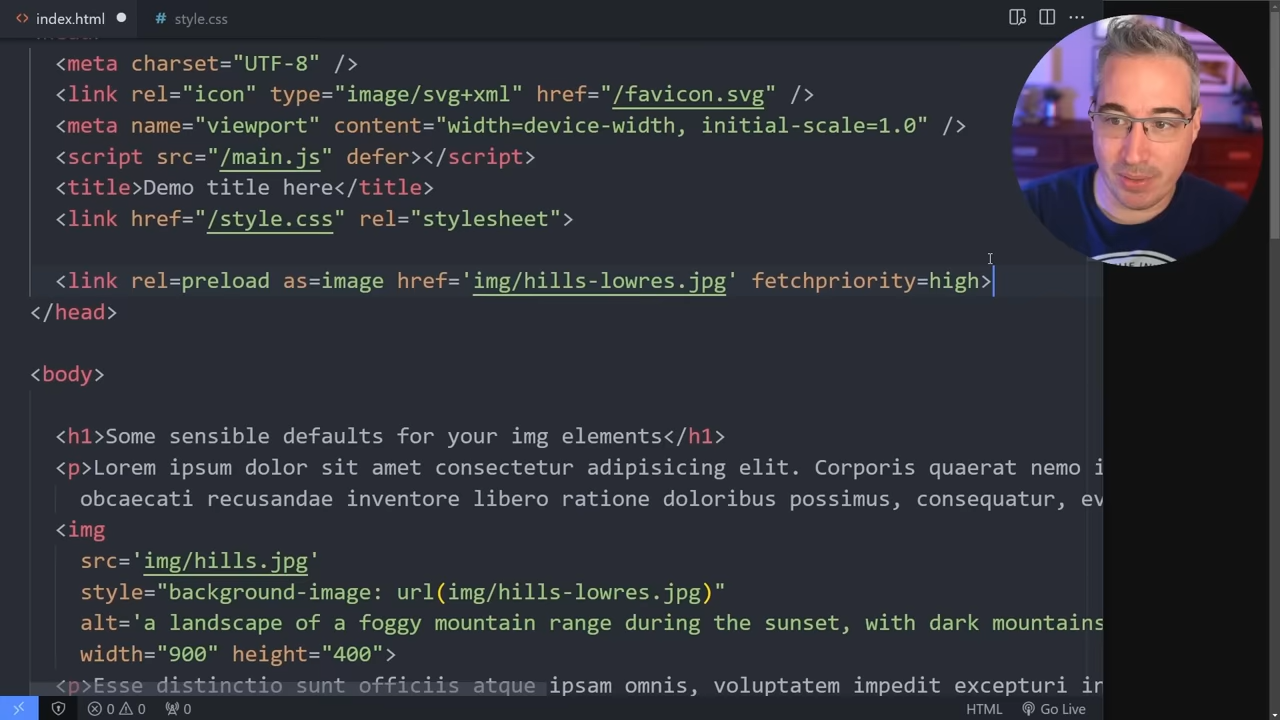 index.html
style.css
<meta charset="UTF-8" />
<link rel="icon" type="image/svg+xml" href="/favicon.svg" />
<meta name="viewport" content="width=device-width, initial-scale=1.0" />
<script src="/main.js" defer></script>
<title>Demo title here</title>
<link href="/style.css" rel="stylesheet">
<link rel=preload as=image href='img/hills-lowres.jpg' fetchpriority=high>
</head>
<body>
<h1>Some sensible defaults for your img elements</h1>
<p>Lorem ipsum dolor sit amet consectetur adipisicing elit. Corporis quaerat nemo i
obcaecati recusandae inventore libero ratione doloribus possimus, consequatur, ev
<img
src='img/hills.jpg'
style="background-image: url(img/hills-lowres.jpg)"
alt='a landscape of a foggy mountain range during the sunset, with dark mountains
width="900" height="400">
<p>Esse distinctio sunt officiis atque ipsam omnis, voluptatem impedit excepturi in
0 0 0 HTML Go Live